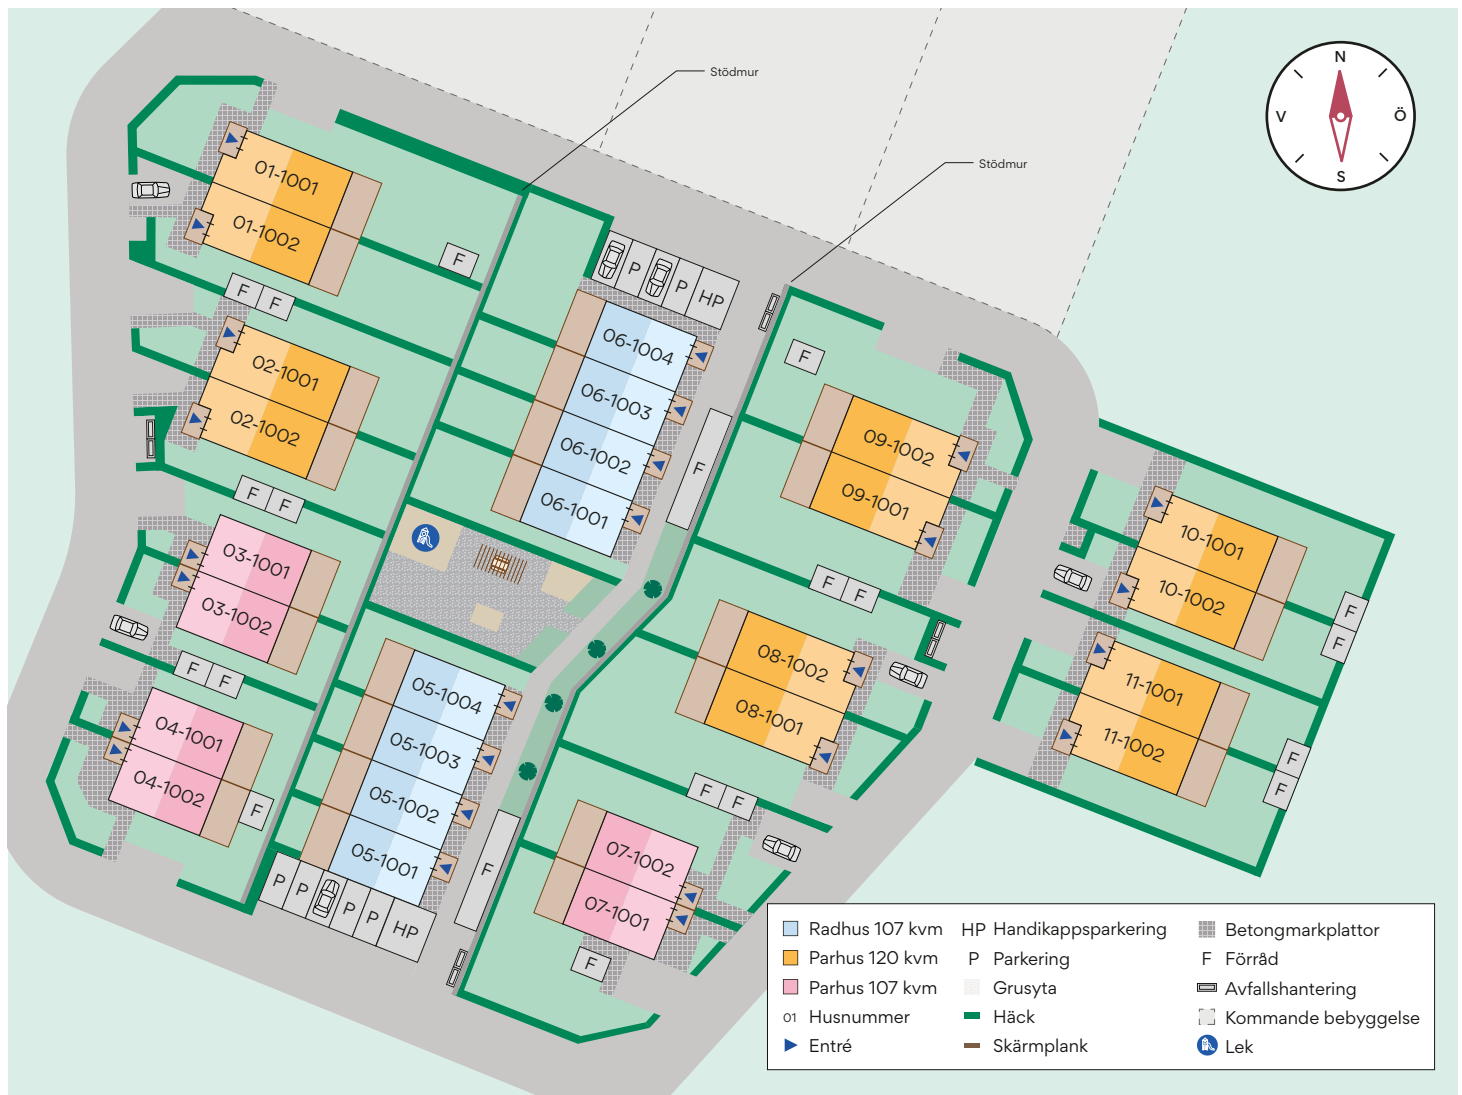 Stödmur
Stödmur
N
V
Ö
S
01-1001
01-1002
F
F
F
02-1001
02-1002
F
F
03-1001
03-1002
F
F
04-1001
04-1002
F
P
P
HP
06-1004
06-1003
06-1002
06-1001
F
05-1004
05-1003
05-1002
05-1001
F
P
P
P
P
HP
F
09-1002
09-1001
F
F
08-1002
08-1001
F
F
07-1002
07-1001
F
10-1001
10-1002
F
F
11-1001
11-1002
F
F
Radhus 107 kvm
Parhus 120 kvm
Parhus 107 kvm
01 Husnummer
Entré
HP Handikappsparkering
P Parkering
Grusyta
Häck
Skärmplank
Betongmarkplattor
F Förråd
Avfallshantering
Kommande bebyggelse
Lek